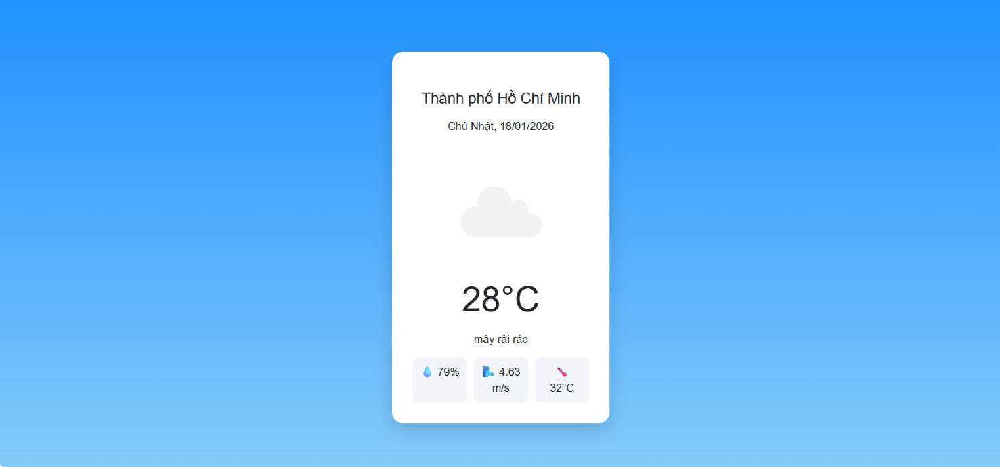 Thành phố Hồ Chí Minh
Chủ Nhật, 18/01/2026
28°C
mây rải rác
79%
4.63
m/s
32°C